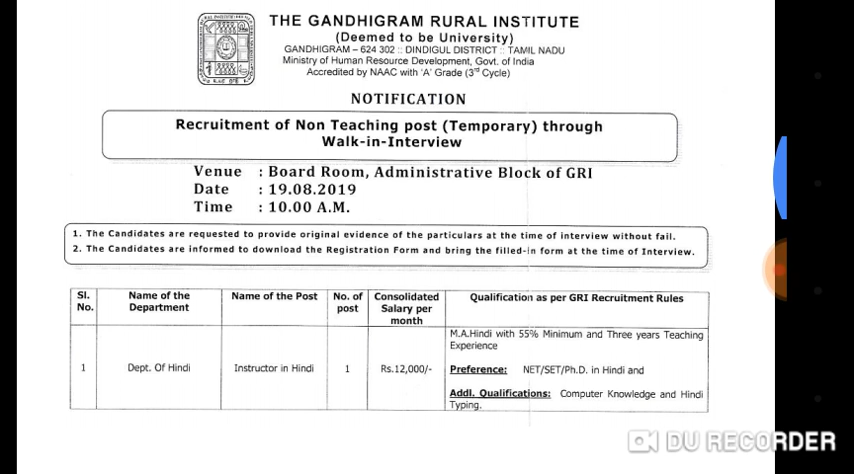 THE GANDHIGRAM RURAL INSTITUTE
(Deemed to be University)
GANDHIGRAM – 624 302 :: DINDIGUL DISTRICT :: TAMIL NADU
Ministry of Human Resource Development, Govt. of India
Accredited by NAAC with 'A' Grade (3rd Cycle)
NOTIFICATION
Recruitment of Non Teaching post (Temporary) through
Walk-in-Interview
Venue : Board Room, Administrative Block of GRI
Date : 19.08.2019
Time : 10.00 A.M.
1. The Candidates are requested to provide original evidence of the particulars at the time of interview without fail.
2. The Candidates are informed to download the Registration Form and bring the filled-in form at the time of Interview.
Sl. No. Name of the Department Name of the Post No. of post Consolidated Salary per month Qualification as per GRI Recruitment Rules
1 Dept. Of Hindi Instructor in Hindi 1 Rs.12,000/-
M.A.Hindi with 55% Minimum and Three years Teaching
Experience
Preference: NET/SET/Ph.D. in Hindi and
Addl. Qualifications: Computer Knowledge and Hindi
Typing.
DU RECORDER